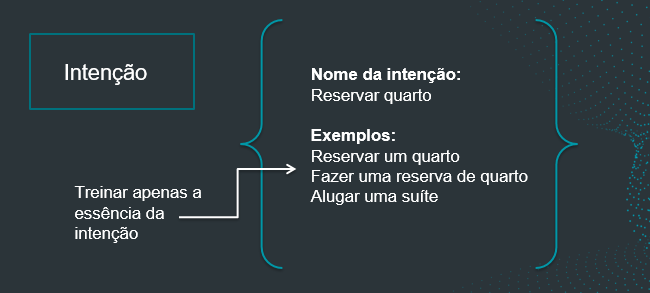 Intenção
Nome da intenção:
Reservar quarto
Exemplos:
Reservar um quarto
Fazer uma reserva de quarto
Alugar uma suíte
Treinar apenas a
essência da
intenção